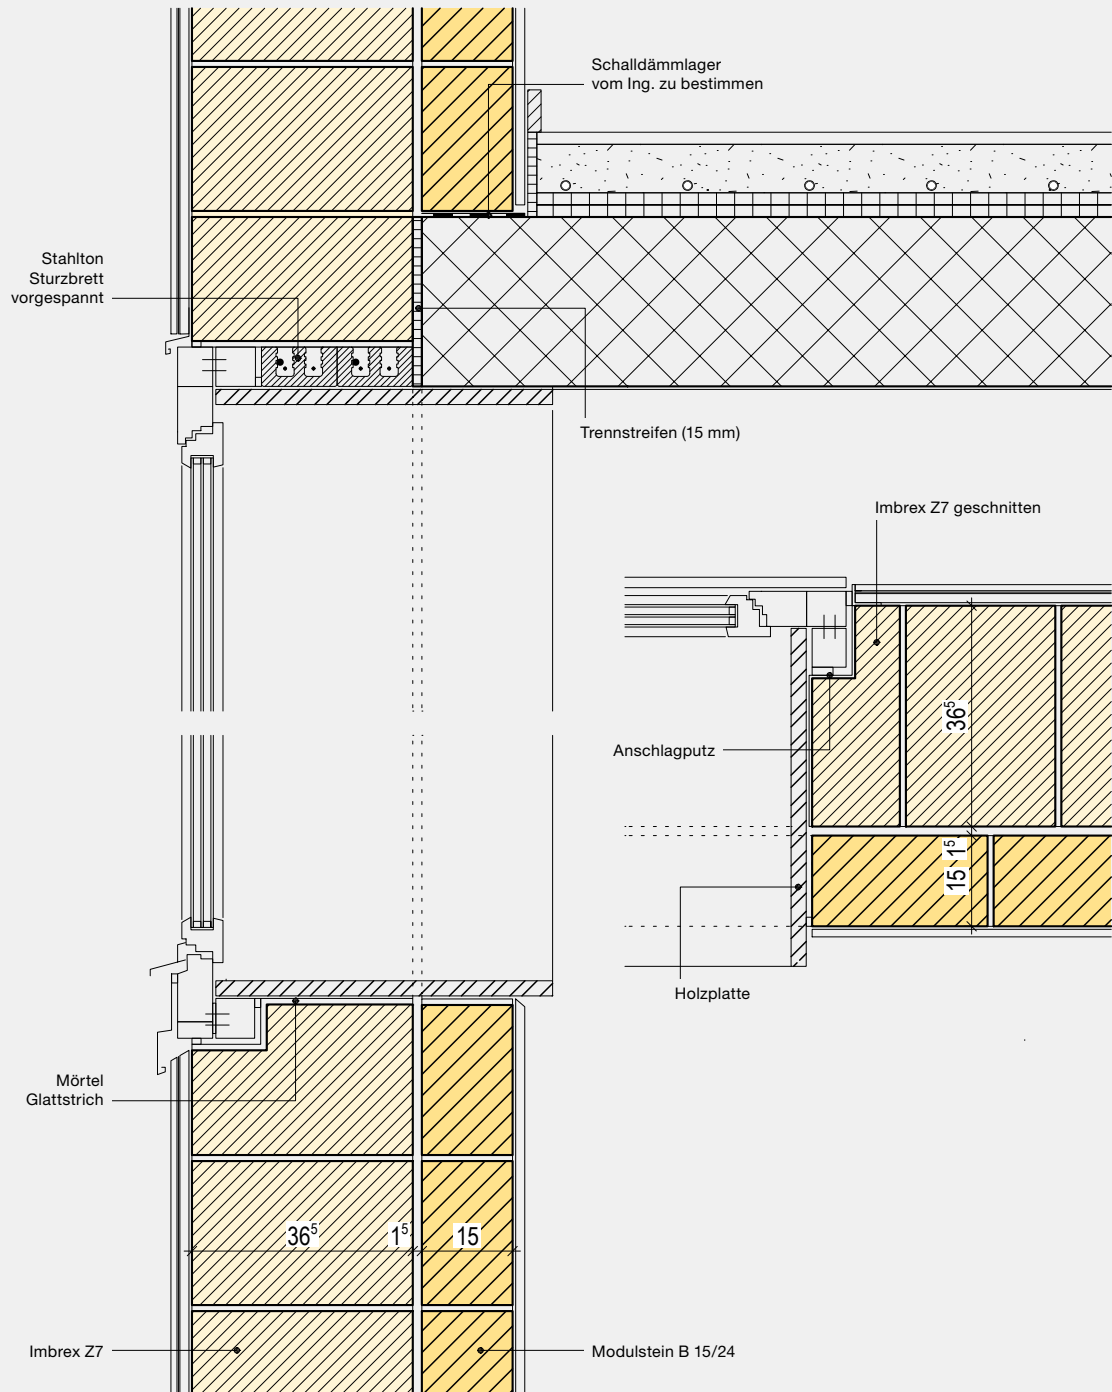 Schalldämmlager
vom Ing. zu bestimmen
Stahlton
Sturzbrett
vorgespannt
Trennstreifen (15 mm)
Imbrex Z7 geschnitten
36⁵
Anschlagputz
1⁵
15
Holzplatte
Mörtel
Glattstrich
36⁵ 1⁵ 15
Imbrex Z7
Modulstein B 15/24